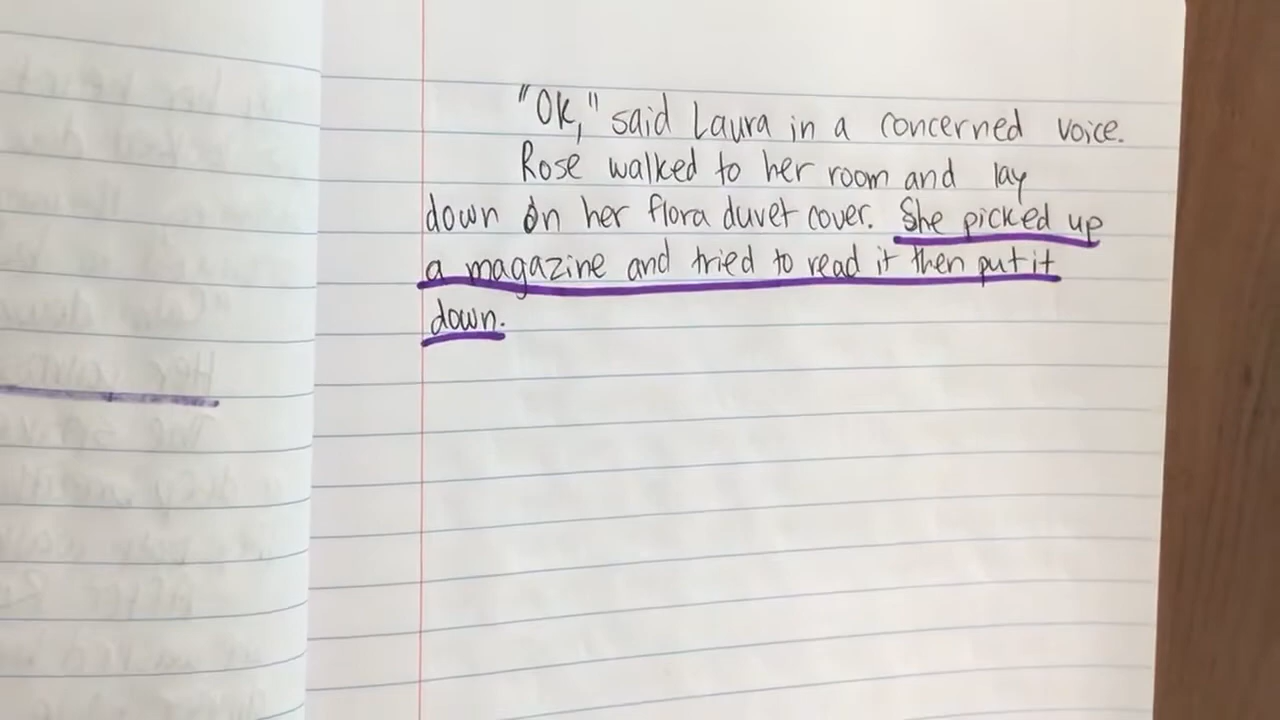 "Ok," said Laura in a concerned voice.
Rose walked to her room and lay
down on her flora duvet cover. She picked up
a magazine and tried to read it then put it
down.